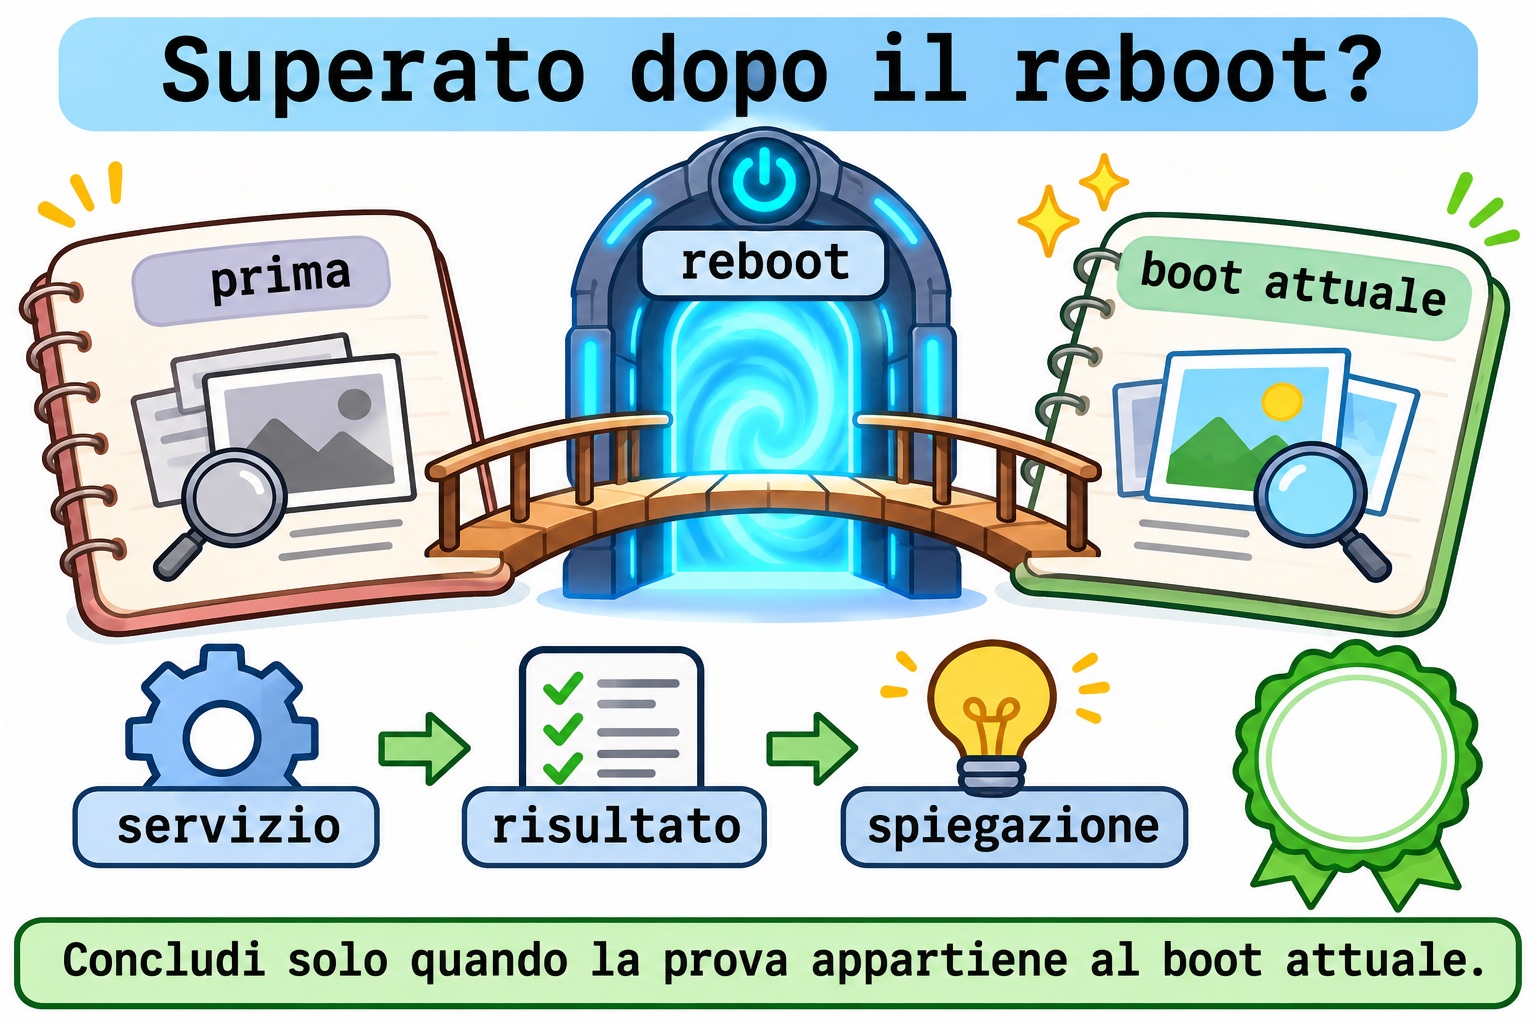 Superato dopo il reboot?
prima
reboot
boot attuale
servizio
risultato
spiegazione
Concludi solo quando la prova appartiene al boot attuale.